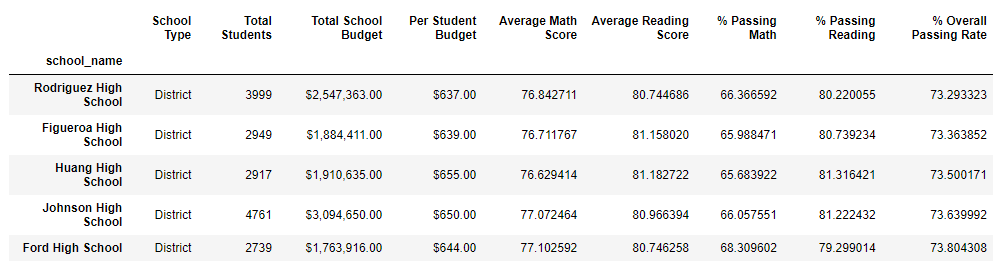 School Type Total Students Total School Budget Per Student Budget Average Math Score Average Reading Score % Passing Math % Passing Reading % Overall Passing Rate
school_name
Rodriguez High School District 3999 $2,547,363.00 $637.00 76.842711 80.744686 66.366592 80.220055 73.293323
Figueroa High School District 2949 $1,884,411.00 $639.00 76.711767 81.158020 65.988471 80.739234 73.363852
Huang High School District 2917 $1,910,635.00 $655.00 76.629414 81.182722 65.683922 81.316421 73.500171
Johnson High School District 4761 $3,094,650.00 $650.00 77.072464 80.966394 66.057551 81.222432 73.639992
Ford High School District 2739 $1,763,916.00 $644.00 77.102592 80.746258 68.309602 79.299014 73.804308